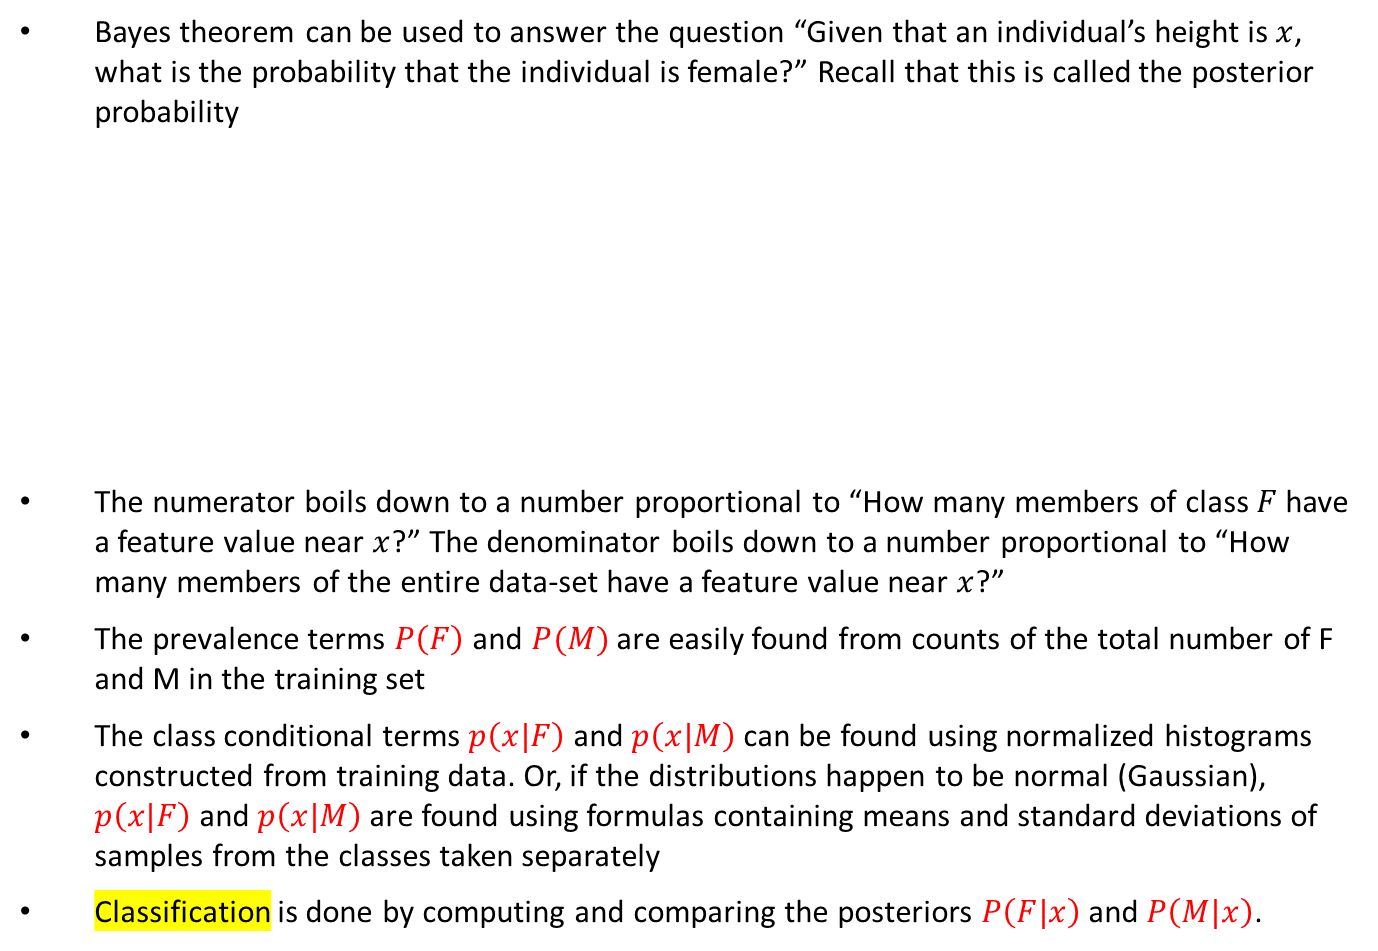 • Bayes theorem can be used to answer the question “Given that an individual’s height is x,
what is the probability that the individual is female?” Recall that this is called the posterior
probability
• The numerator boils down to a number proportional to “How many members of class F have
a feature value near x?” The denominator boils down to a number proportional to “How
many members of the entire data-set have a feature value near x?”
• The prevalence terms P(F) and P(M) are easily found from counts of the total number of F
and M in the training set
• The class conditional terms p(x|F) and p(x|M) can be found using normalized histograms
constructed from training data. Or, if the distributions happen to be normal (Gaussian),
p(x|F) and p(x|M) are found using formulas containing means and standard deviations of
samples from the classes taken separately
• Classification is done by computing and comparing the posteriors P(F|x) and P(M|x).